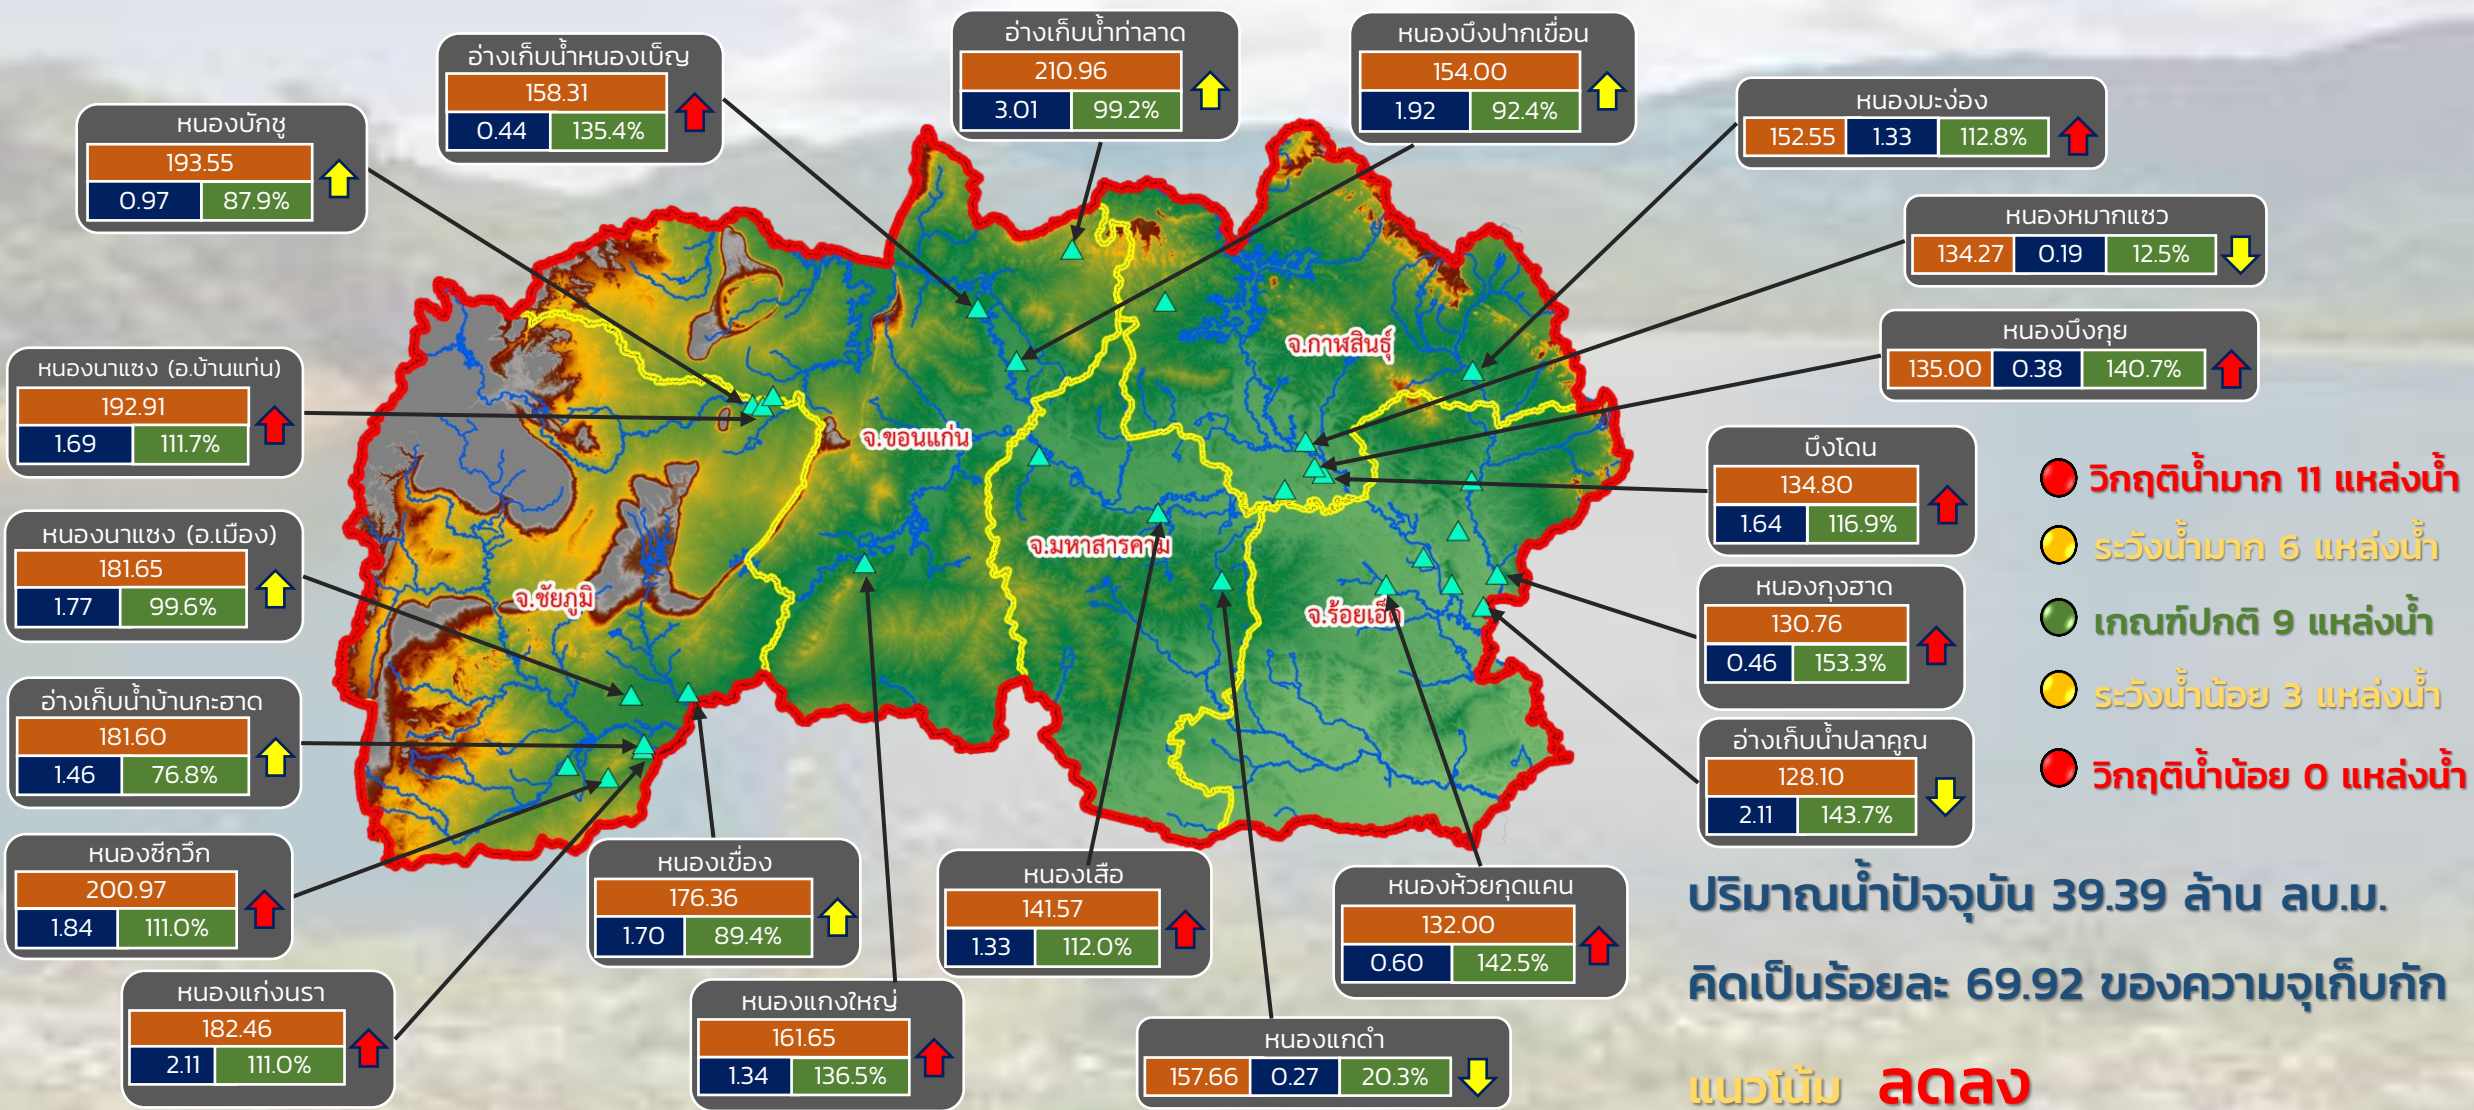 อ่างเก็บน้ำท่าลาด
210.96
3.01 99.2%
หนองบึงปากเขื่อน
154.00
1.92 92.4%
อ่างเก็บน้ำหนองเบ็ญ
158.31
0.44 135.4%
หนองมะง่อง
152.55 1.33 112.8%
หนองบักชู
193.55
0.97 87.9%
หนองหมากแซว
134.27 0.19 12.5%
หนองบึงกุย
135.00 0.38 140.7%
จ.กาฬสินธุ์
หนองนาแซง (อ.บ้านแท่น)
192.91
1.69 111.7%
จ.ขอนแก่น
บึงโดน
134.80
1.64 116.9%
วิกฤติน้ำมาก 11 แหล่งน้ำ
ระวังน้ำมาก 6 แหล่งน้ำ
เกณฑ์ปกติ 9 แหล่งน้ำ
ระวังน้ำน้อย 3 แหล่งน้ำ
วิกฤติน้ำน้อย 0 แหล่งน้ำ
หนองนาแซง (อ.เมือง)
181.65
1.77 99.6%
จ.มหาสารคาม
จ.ชัยภูมิ
จ.ร้อยเอ็ด
หนองกุงฮาด
130.76
0.46 153.3%
อ่างเก็บน้ำบ้านกะฮาด
181.60
1.46 76.8%
อ่างเก็บน้ำปลาคูณ
128.10
2.11 143.7%
หนองซีกวึก
200.97
1.84 111.0%
หนองเขื่อง
176.36
1.70 89.4%
หนองเสือ
141.57
1.33 112.0%
หนองห้วยกุดแคน
132.00
0.60 142.5%
หนองแก่งนรา
182.46
2.11 111.0%
หนองแกงใหญ่
161.65
1.34 136.5%
หนองแกดำ
157.66 0.27 20.3%
ปริมาณน้ำปัจจุบัน 39.39 ล้าน ลบ.ม.
คิดเป็นร้อยละ 69.92 ของความจุเก็บกัก
แนวโน้ม ลดลง